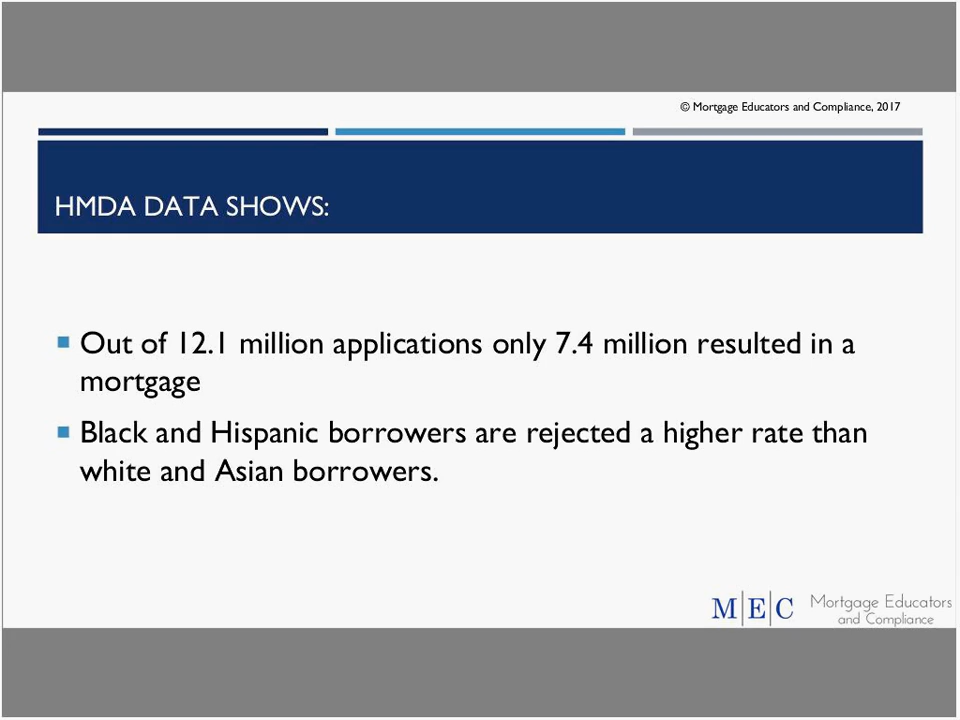 © Mortgage Educators and Compliance, 2017
HMDA DATA SHOWS:
Out of 12.1 million applications only 7.4 million resulted in a
mortgage
Black and Hispanic borrowers are rejected a higher rate than
white and Asian borrowers.
M|E|C Mortgage Educators
and Compliance